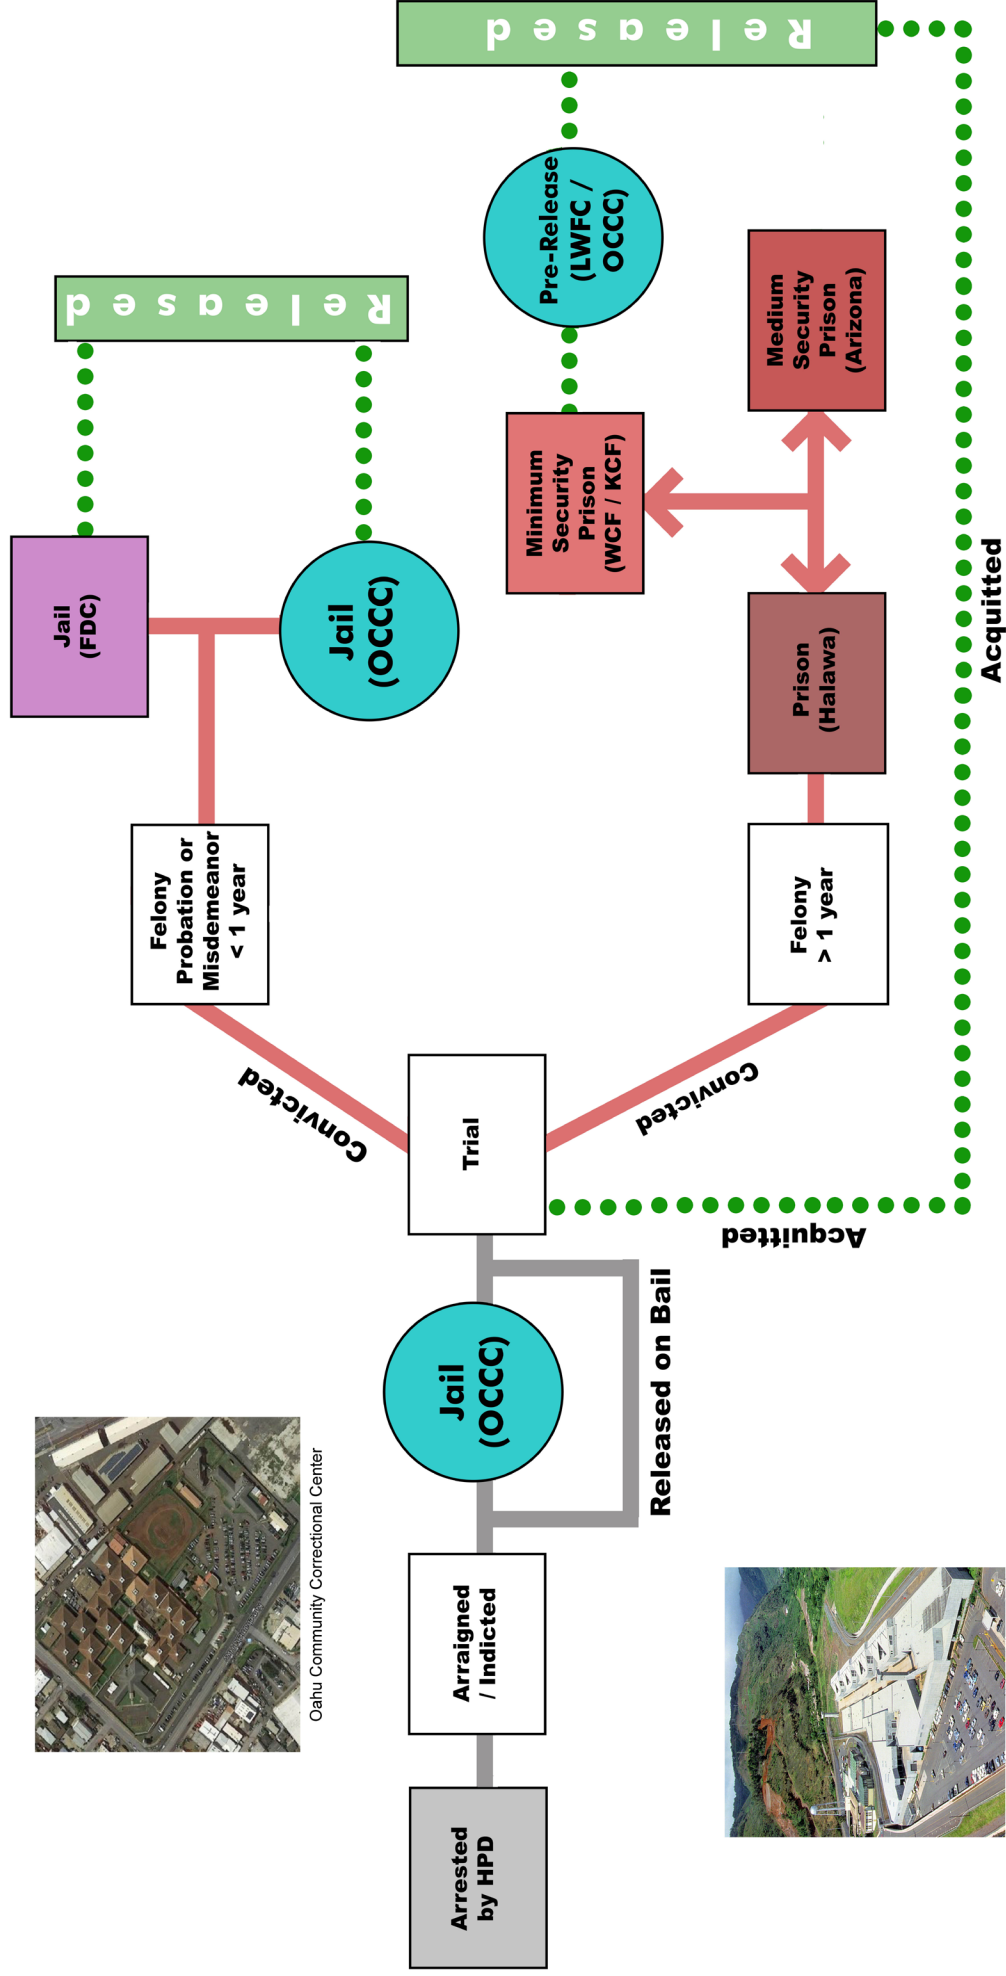 Arrested
by HPD
Arraigned
/ Indicted
Oahu Community Correctional Center
Jail
(OCCC)
Released on Bail
Trial
Convicted
Convicted
Acquitted
Felony
Probation or
Misdemeanor
< 1 year
Felony
> 1 year
Jail
(FDC)
Jail
(OCCC)
Released
Prison
(Halawa)
Minimum
Security
Prison
(WCF / KCF)
Medium
Security
Prison
(Arizona)
Pre-Release
(LWFC /
OCCC)
Released
Acquitted